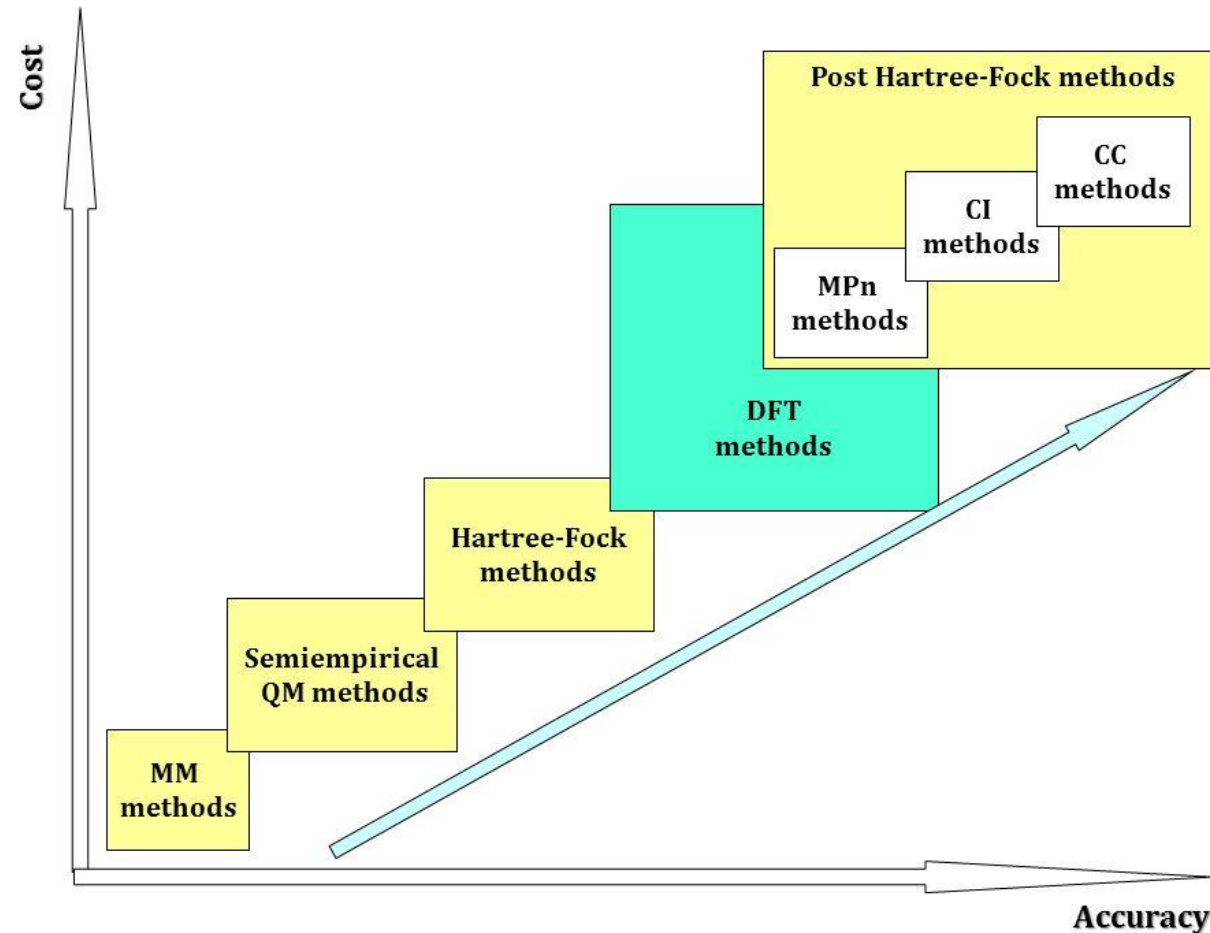 Cost
Post Hartree-Fock methods
CC
methods
CI
methods
MPn
methods
DFT
methods
Hartree-Fock
methods
Semiempirical
QM methods
MM
methods
Accuracy